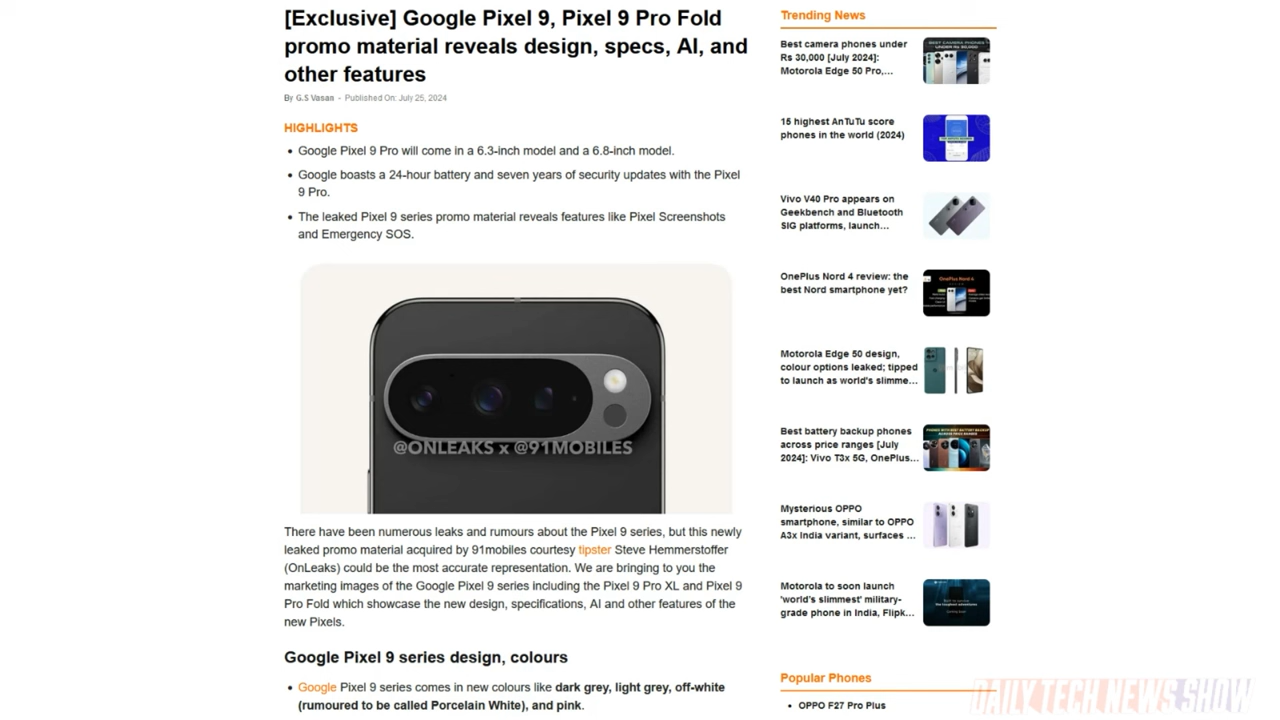 [Exclusive] Google Pixel 9, Pixel 9 Pro Fold
promo material reveals design, specs, AI, and
other features
By G.S Vasan - Published On: July 25, 2024
HIGHLIGHTS
• Google Pixel 9 Pro will come in a 6.3-inch model and a 6.8-inch model.
• Google boasts a 24-hour battery and seven years of security updates with the Pixel
9 Pro.
• The leaked Pixel 9 series promo material reveals features like Pixel Screenshots
and Emergency SOS.
@ONLEAKS x @91MOBILES
There have been numerous leaks and rumours about the Pixel 9 series, but this newly
leaked promo material acquired by 91mobiles courtesy tipster Steve Hemmerstoffer
(OnLeaks) could be the most accurate representation. We are bringing to you the
marketing images of the Google Pixel 9 series including the Pixel 9 Pro XL and Pixel 9
Pro Fold which showcase the new design, specifications, AI and other features of the
new Pixels.
Google Pixel 9 series design, colours
• Google Pixel 9 series comes in new colours like dark grey, light grey, off-white
(rumoured to be called Porcelain White), and pink.
Trending News
Best camera phones under
Rs 30,000 [July 2024]:
Motorola Edge 50 Pro,...
15 highest AnTuTu score
phones in the world (2024)
Vivo V40 Pro appears on
Geekbench and Bluetooth
SIG platforms, launch...
OnePlus Nord 4 review: the
best Nord smartphone yet?
OnePlus Nord 4
Motorola Edge 50 design,
colour options leaked; tipped
to launch as world's slimme...
Best battery backup phones
across price ranges [July
2024]: Vivo T3x 5G, OnePlus...
Mysterious OPPO
smartphone, similar to OPPO
A3x India variant, surfaces ...
Motorola to soon launch
'world's slimmest' military-
grade phone in India, Flipk...
Popular Phones
• OPPO F27 Pro Plus
DAILY TECH NEWS SHOW